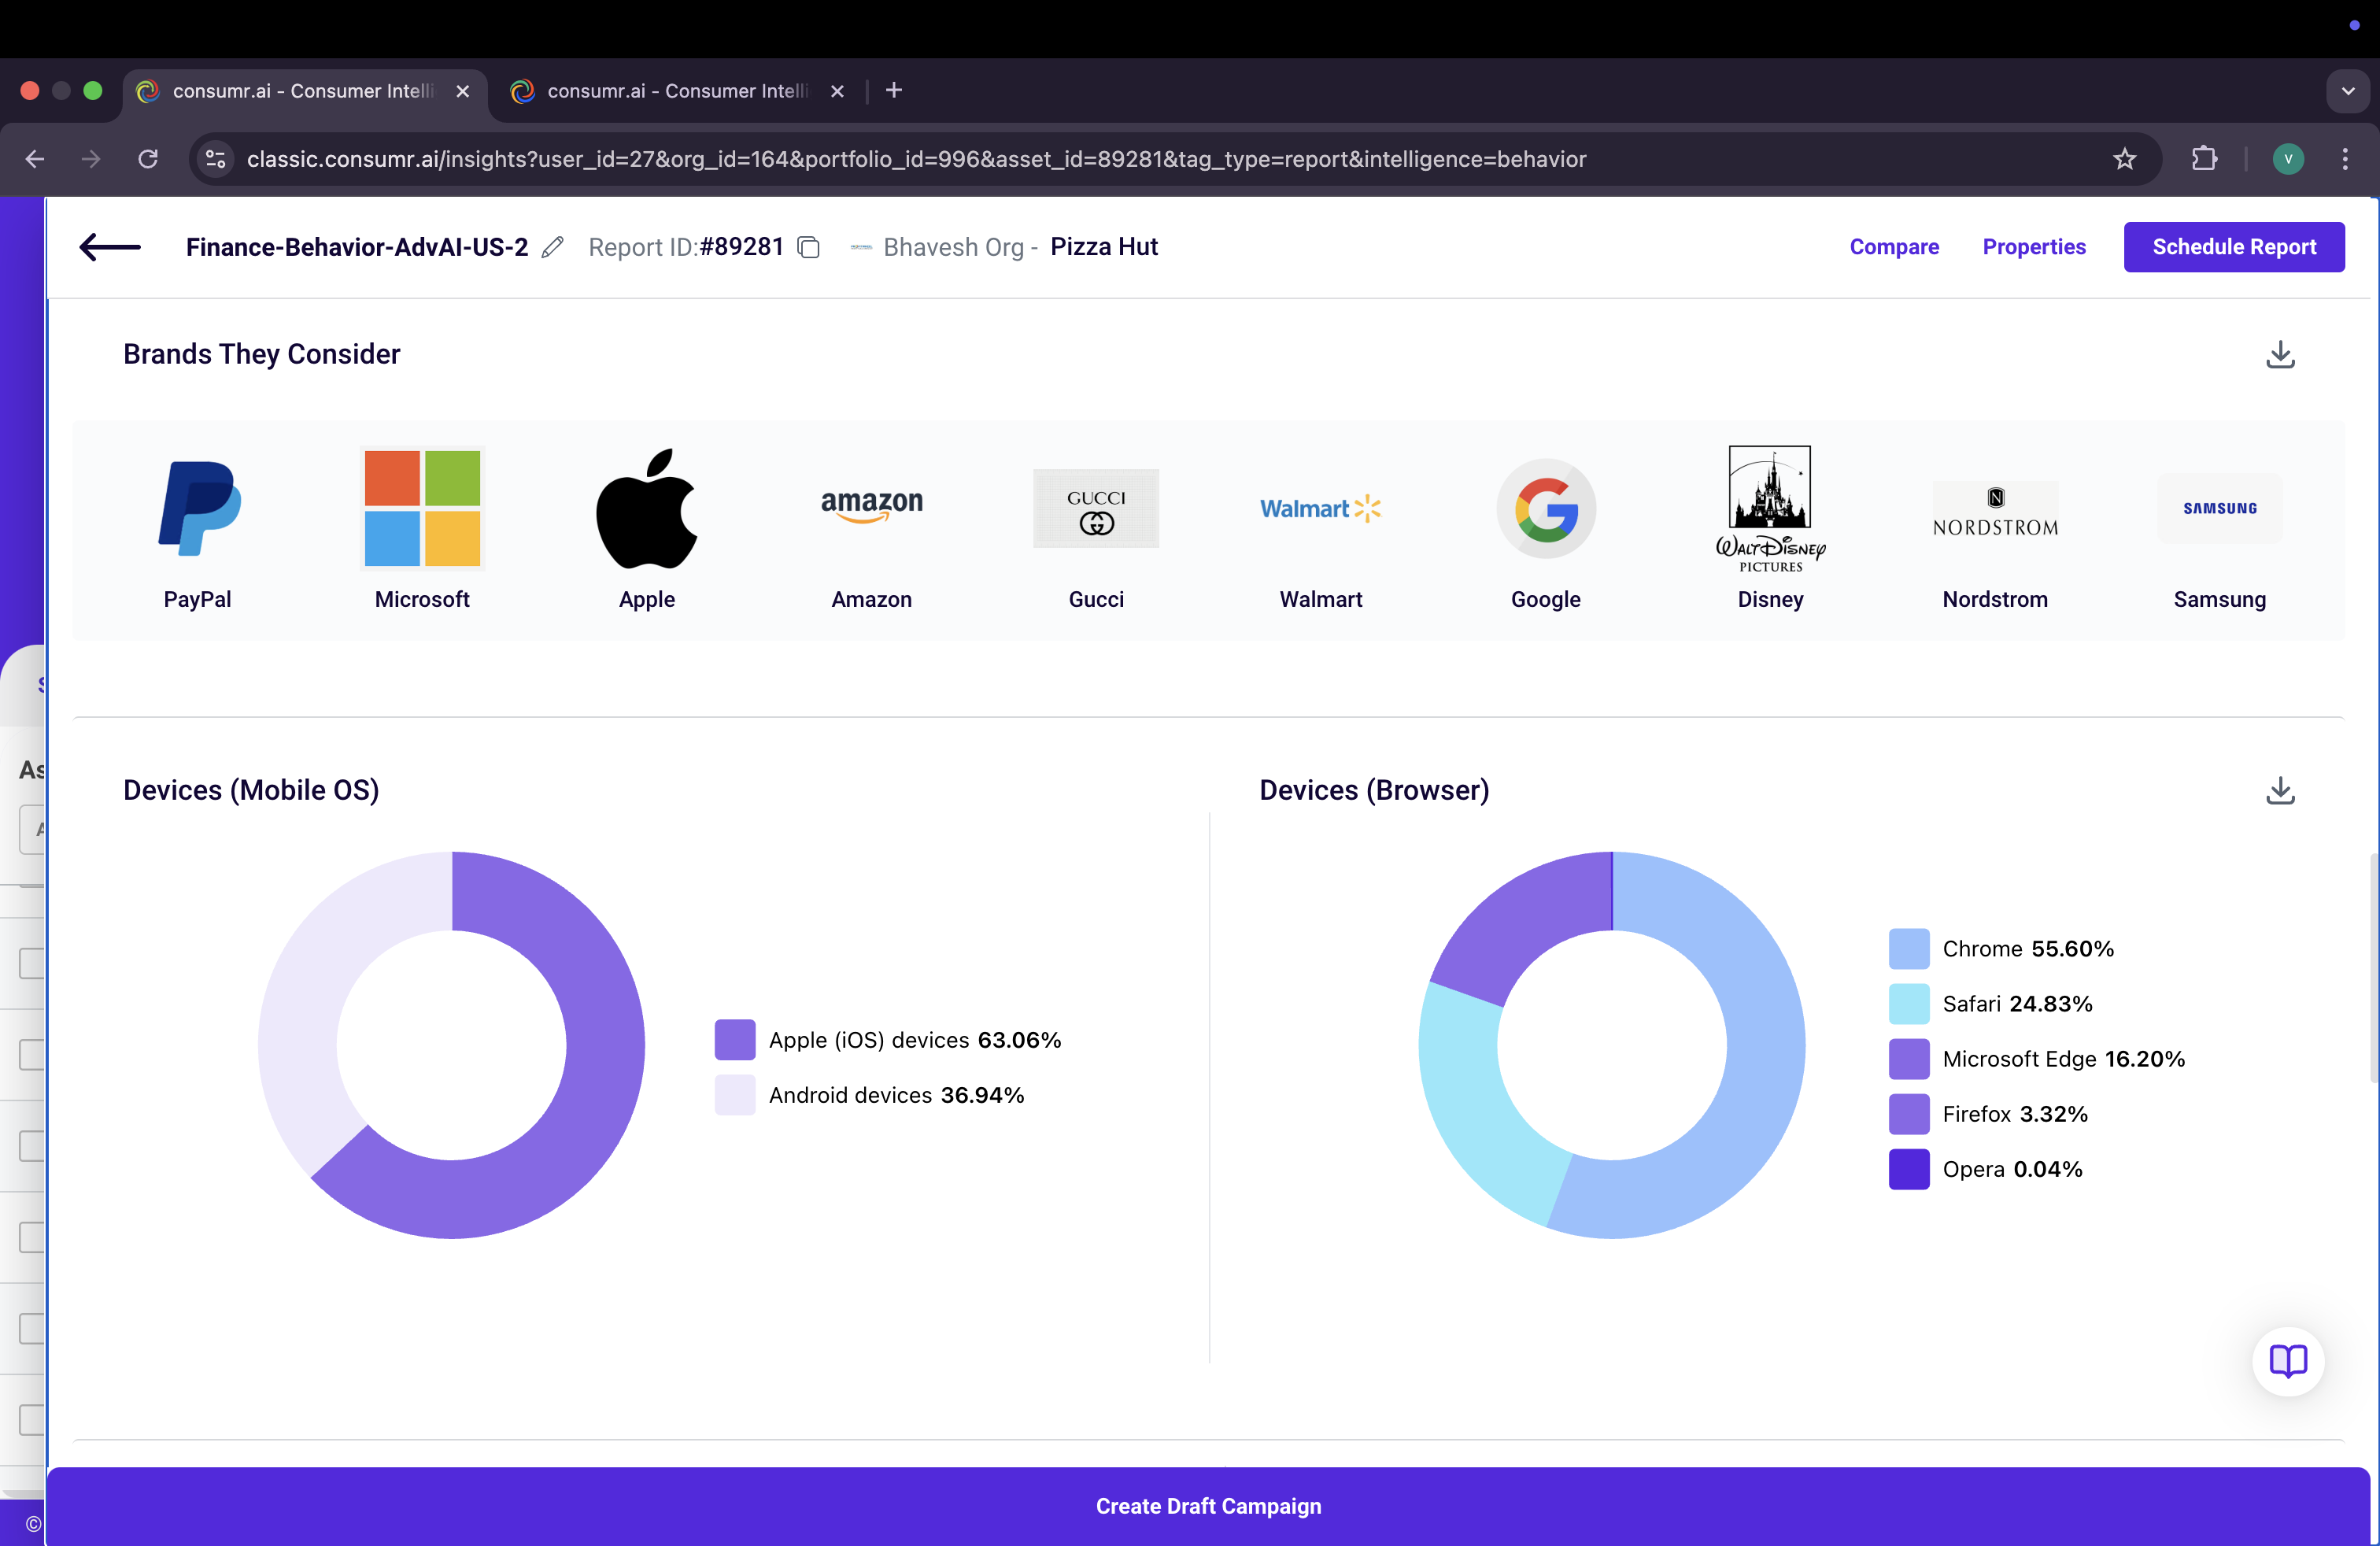 consumr.ai - Consumer Intelli
consumr.ai - Consumer Intelli
classic.consumr.ai/insights?user_id=27&org_id=164&portfolio_id=996&asset_id=89281&tag_type=report&intelligence=behavior
V
Finance-Behavior-AdvAI-US-2 Report ID:#89281 Bhavesh Org - Pizza Hut
Compare Properties Schedule Report
Brands They Consider
amazon
GUCCI
Walmart
WALT DISNEY
PICTURES
N
NORDSTROM
SAMSUNG
PayPal Microsoft Apple Amazon Gucci Walmart Google Disney Nordstrom Samsung
As
Devices (Mobile OS)
Apple (iOS) devices 63.06%
Android devices 36.94%
Devices (Browser)
Chrome 55.60%
Safari 24.83%
Microsoft Edge 16.20%
Firefox 3.32%
Opera 0.04%
Create Draft Campaign
©